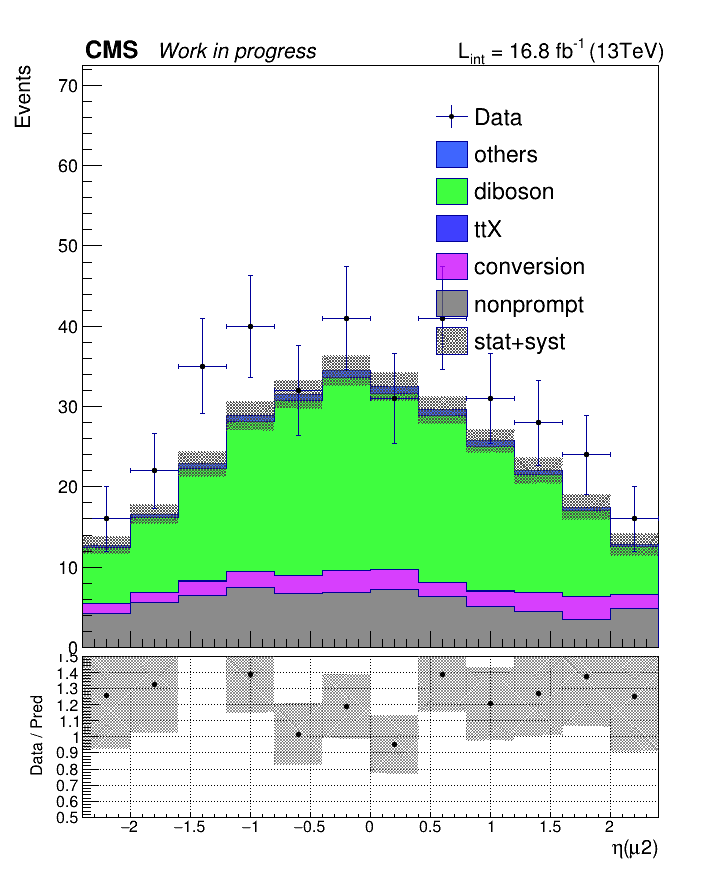 CMS Work in progress L_int = 16.8 fb^-1 (13TeV)
Events
70
60
50
40
30
20
10
0
Data
others
diboson
ttX
conversion
nonprompt
stat+syst
Data / Pred
1.5
1.4
1.3
1.2
1.1
1
0.9
0.8
0.7
0.6
0.5
−2 −1.5 −1 −0.5 0 0.5 1 1.5 2
η(μ2)